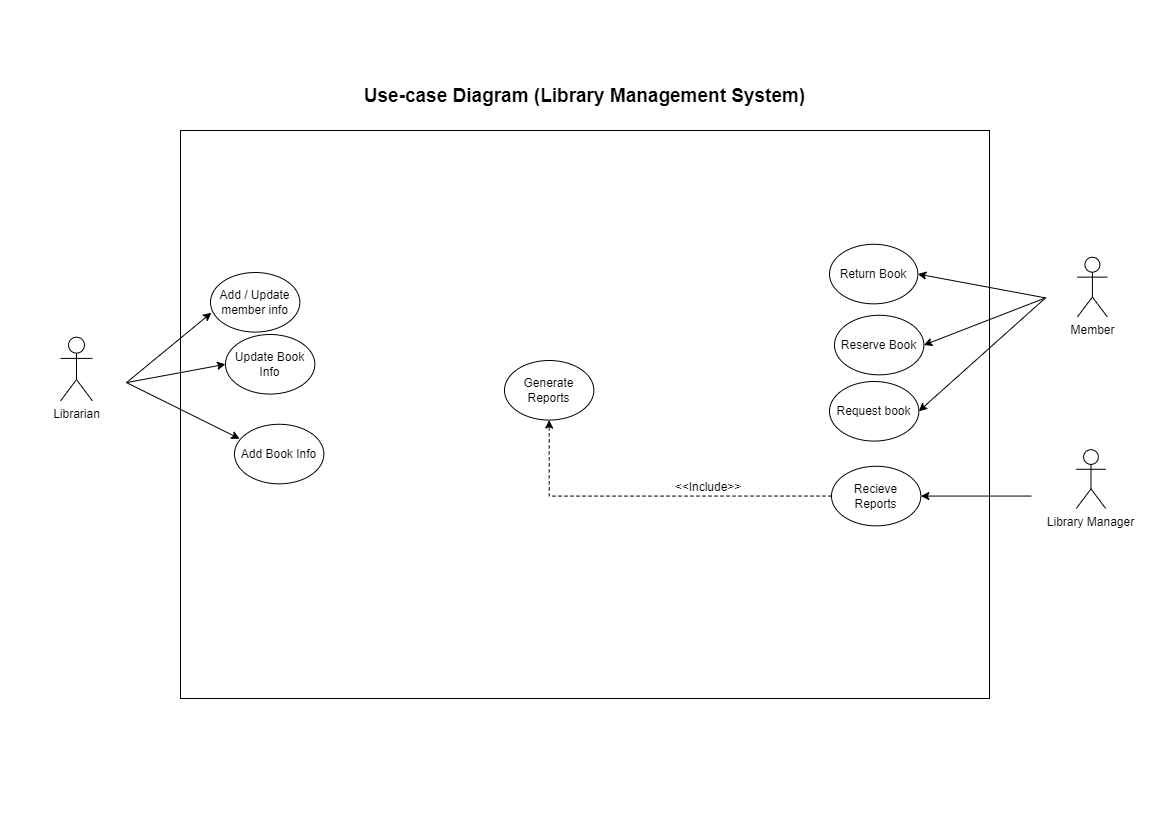 Use-case Diagram (Library Management System)
Add / Update
member info
Update Book
Info
Add Book Info
Librarian
Generate
Reports
<<Include>>
Return Book
Reserve Book
Request book
Recieve
Reports
Member
Library Manager